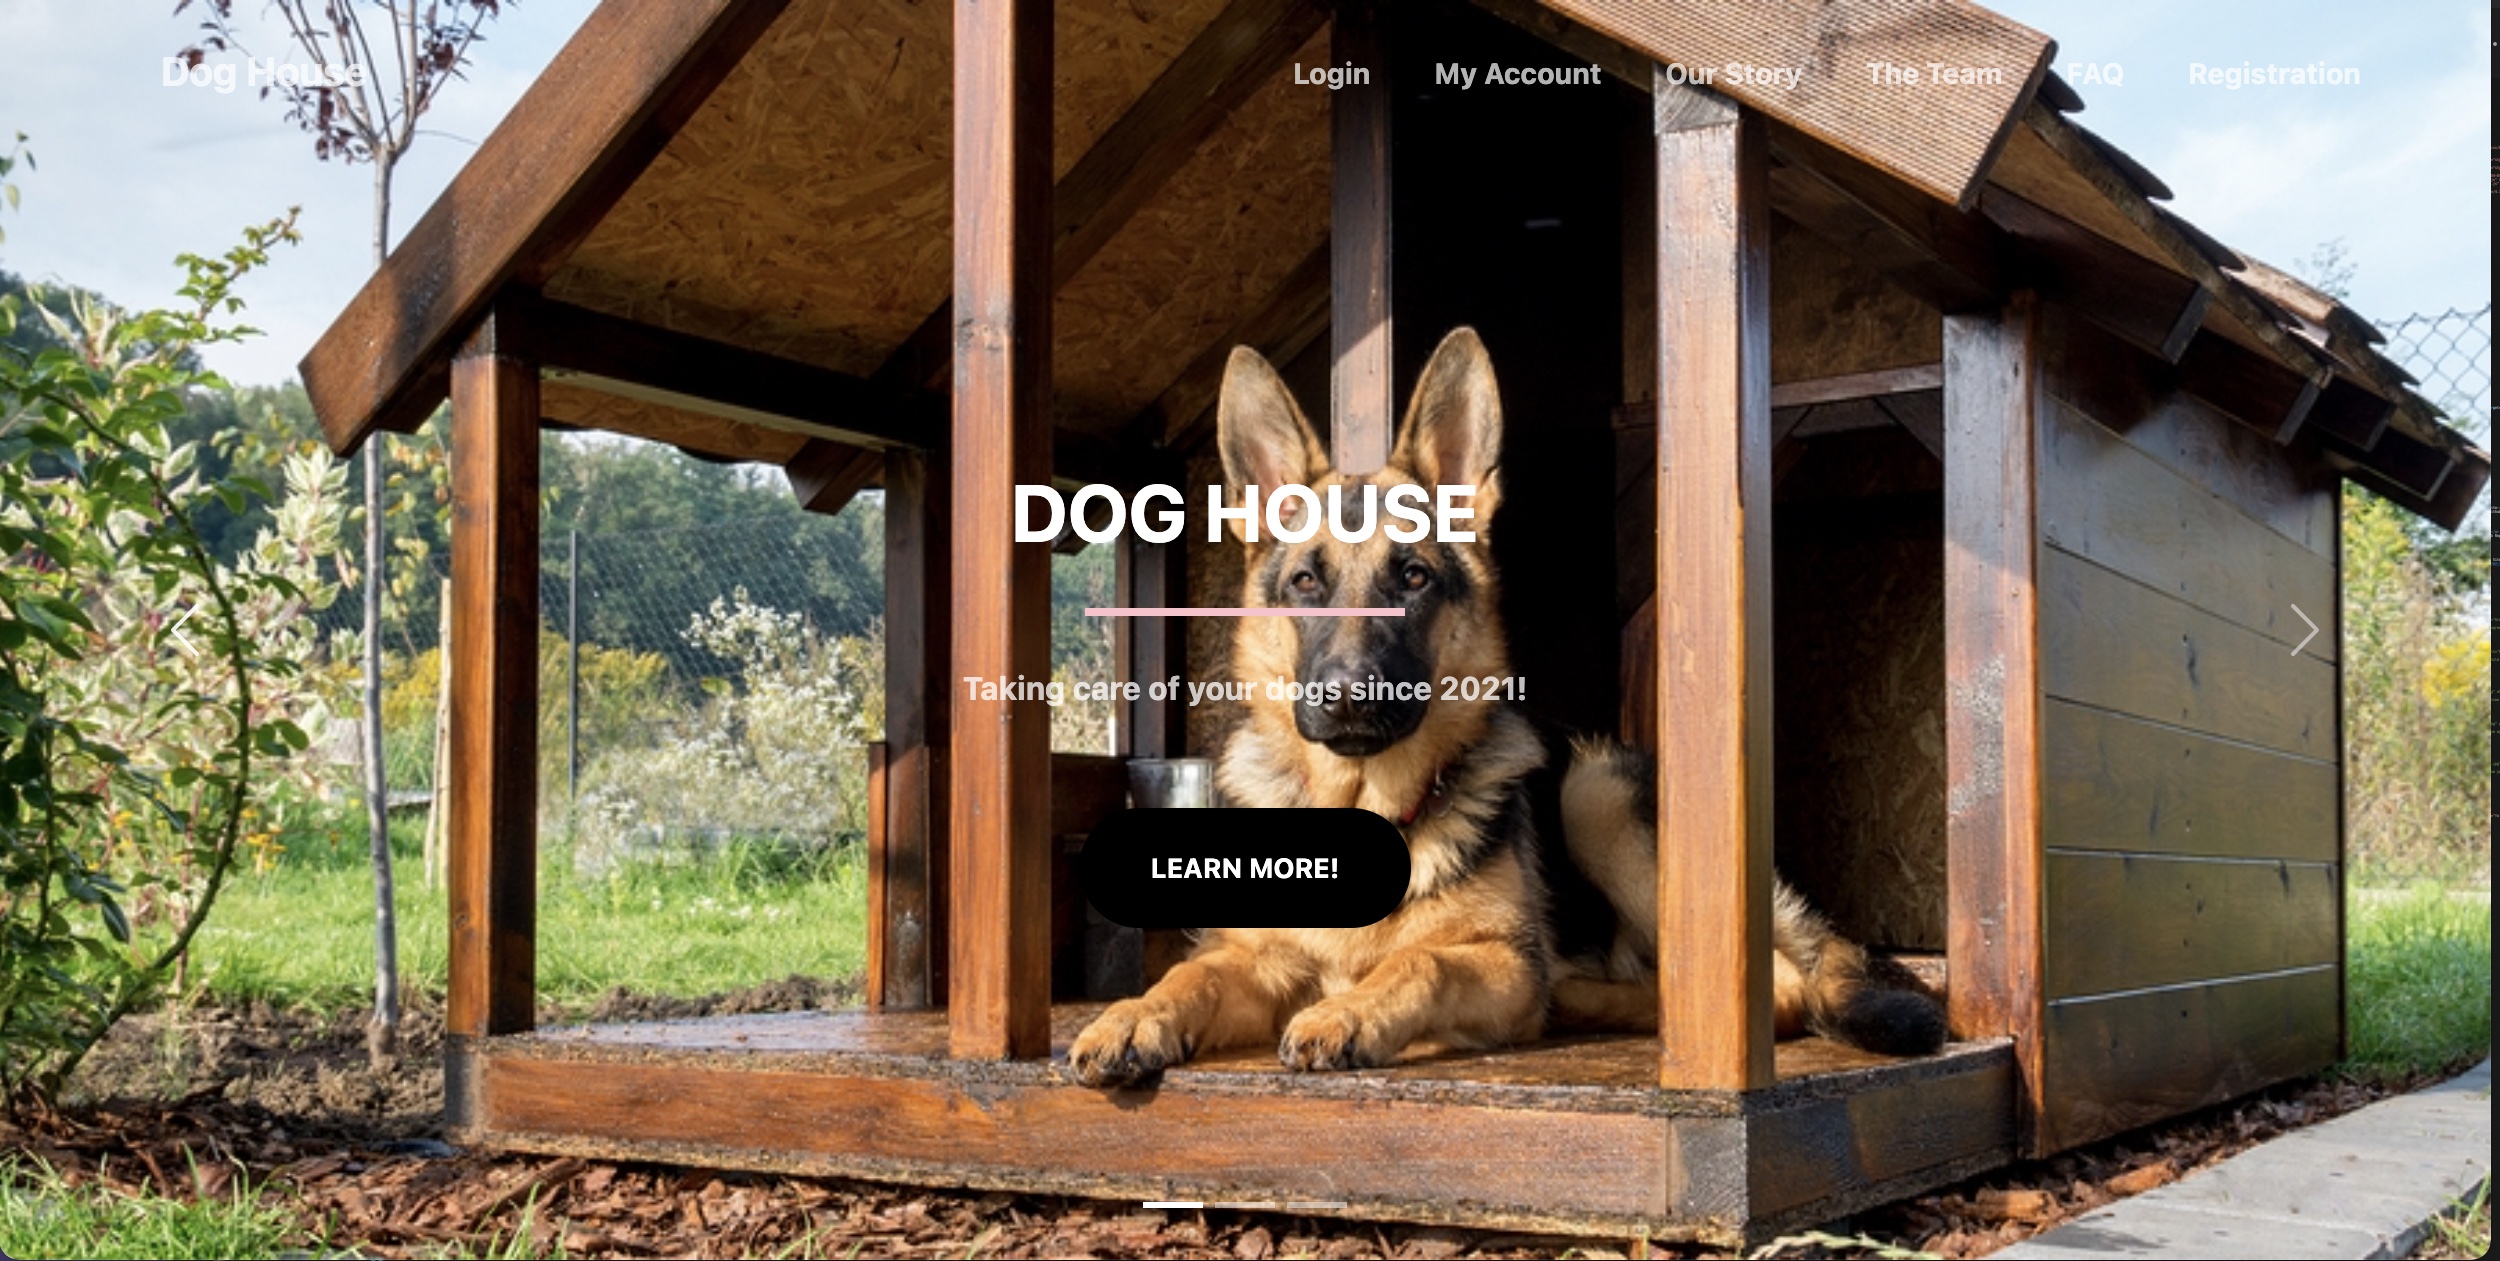 Dog House
Login My Account Our Story The Team FAQ Registration
DOG HOUSE
Taking care of your dogs since 2021!
LEARN MORE!